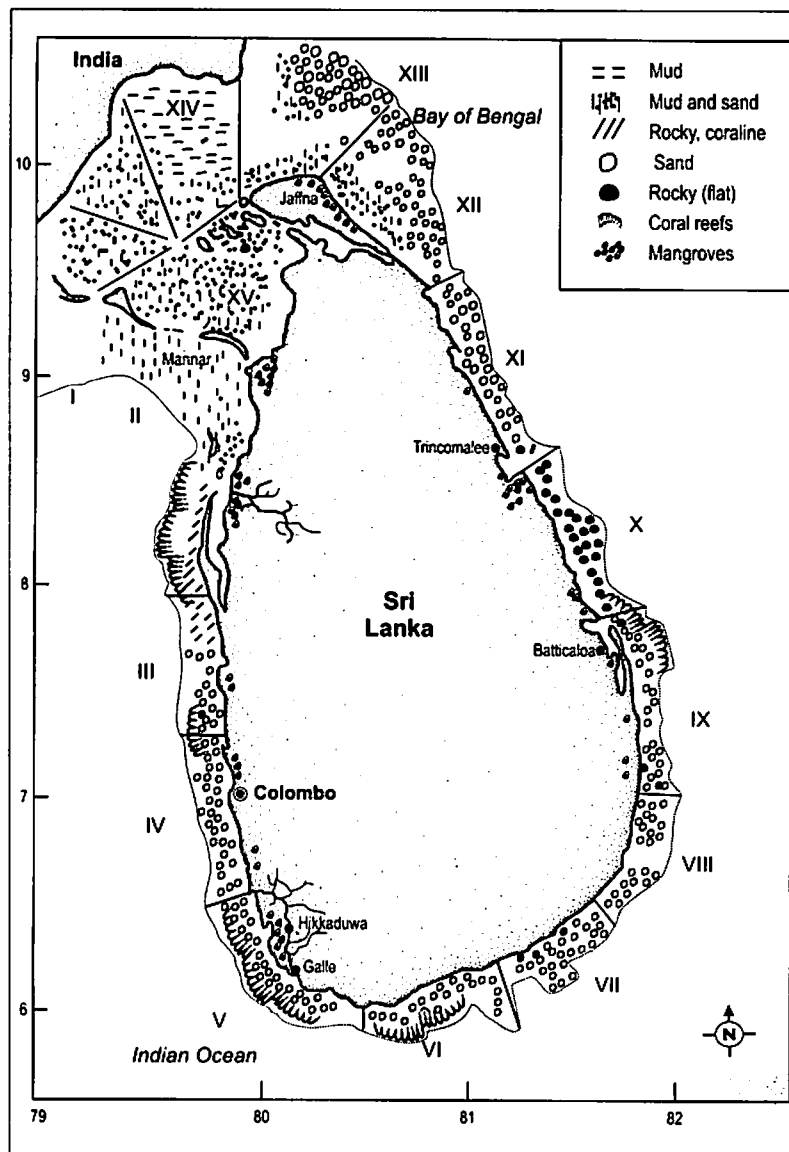 India
XIII
Bay of Bengal
XIV
Mud
Mud and sand
Rocky, coraline
Sand
Rocky (flat)
Coral reefs
Mangroves
10
Jaffna
XII
XV
Mannar
9
I
II
XI
Trincomalee
X
8
Sri
Lanka
Batticaloa
III
IX
7
Colombo
IV
VIII
Hikkaduwa
Galle
VII
6
V
VI
N
Indian Ocean
79
80
81
82